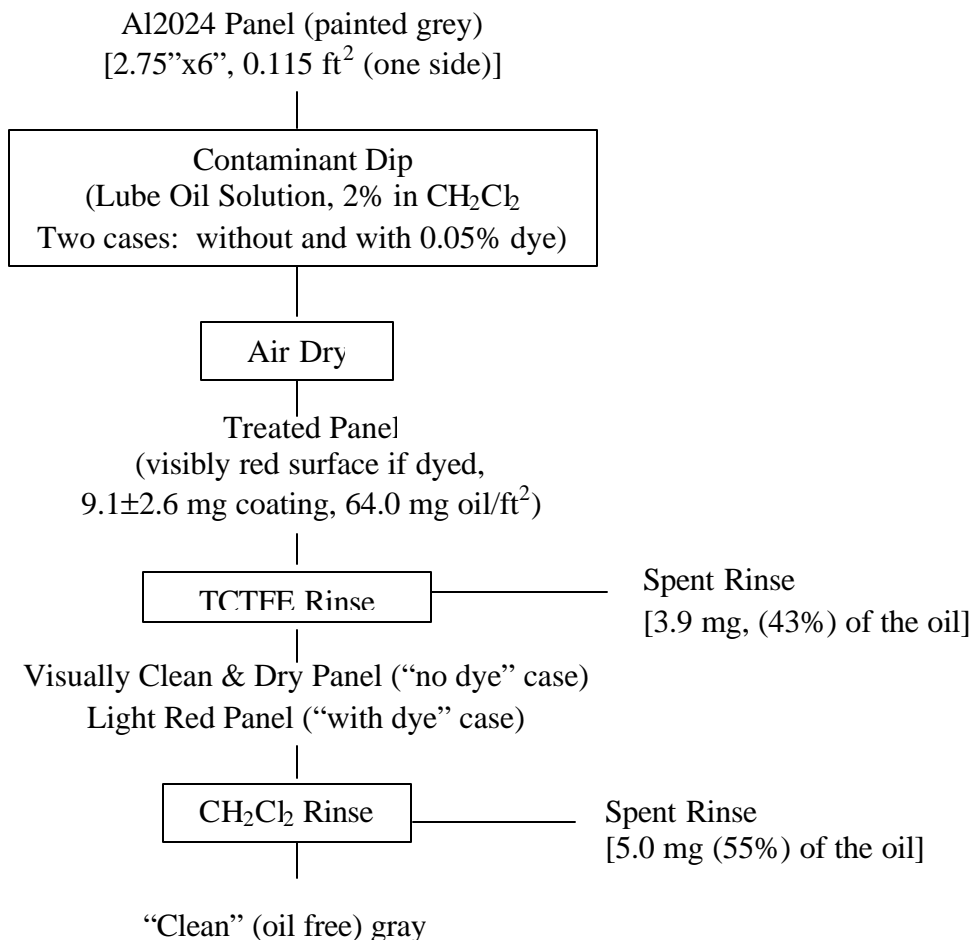 Al2024 Panel (painted grey)
[2.75”x6”, 0.115 ft2 (one side)]
Contaminant Dip
(Lube Oil Solution, 2% in CH2Cl2
Two cases: without and with 0.05% dye)
Air Dry
Treated Panel
(visibly red surface if dyed,
9.1±2.6 mg coating, 64.0 mg oil/ft2)
TCTFE Rinse
Spent Rinse
[3.9 mg, (43%) of the oil]
Visually Clean & Dry Panel (“no dye” case)
Light Red Panel (“with dye” case)
CH2Cl2 Rinse
Spent Rinse
[5.0 mg (55%) of the oil]
“Clean” (oil free) gray